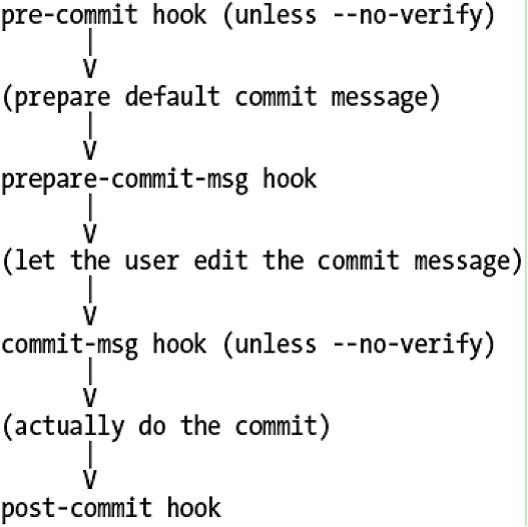 pre-commit hook (unless --no-verify)
|
V
(prepare default commit message)
|
V
prepare-commit-msg hook
|
V
(let the user edit the commit message)
|
V
commit-msg hook (unless --no-verify)
|
V
(actually do the commit)
|
V
post-commit hook